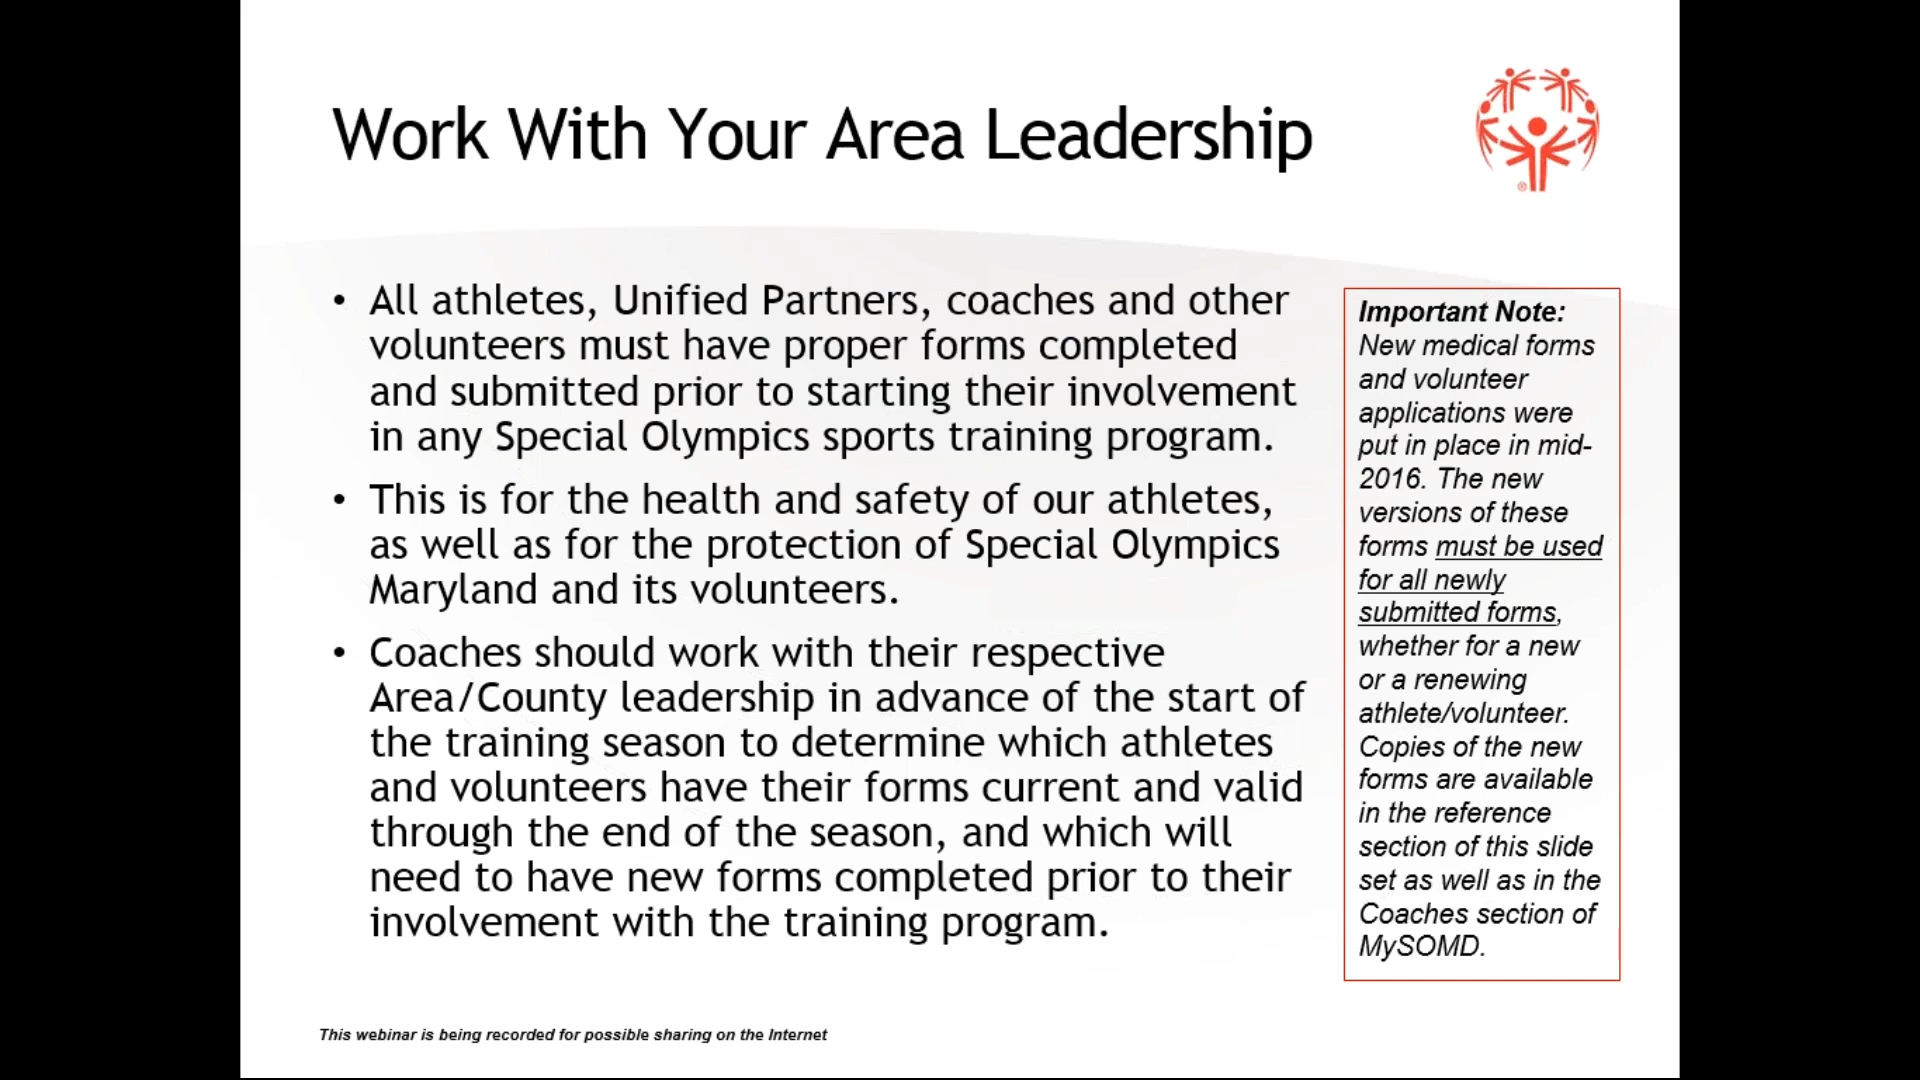 Work With Your Area Leadership
• All athletes, Unified Partners, coaches and other
volunteers must have proper forms completed
and submitted prior to starting their involvement
in any Special Olympics sports training program.
• This is for the health and safety of our athletes,
as well as for the protection of Special Olympics
Maryland and its volunteers.
• Coaches should work with their respective
Area/County leadership in advance of the start of
the training season to determine which athletes
and volunteers have their forms current and valid
through the end of the season, and which will
need to have new forms completed prior to their
involvement with the training program.
Important Note:
New medical forms
and volunteer
applications were
put in place in mid-
2016. The new
versions of these
forms must be used
for all newly
submitted forms,
whether for a new
or a renewing
athlete/volunteer.
Copies of the new
forms are available
in the reference
section of this slide
set as well as in the
Coaches section of
MySOMD.
This webinar is being recorded for possible sharing on the Internet
®